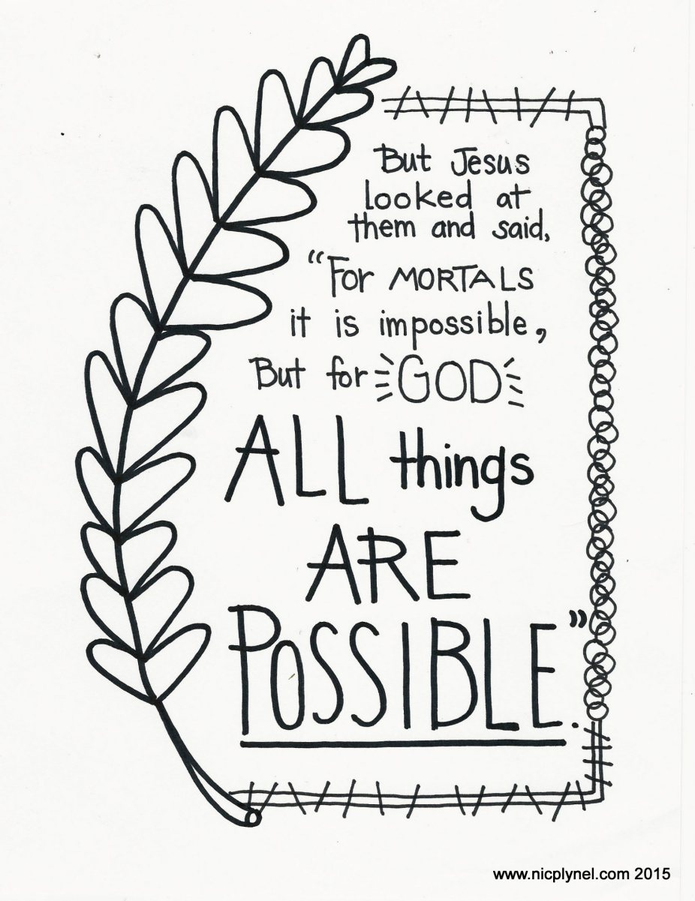 But Jesus
looked at
them and said,
"For MORTALS
it is impossible,
But for GOD
ALL things
ARE
POSSIBLE".
www.nicplynel.com 2015